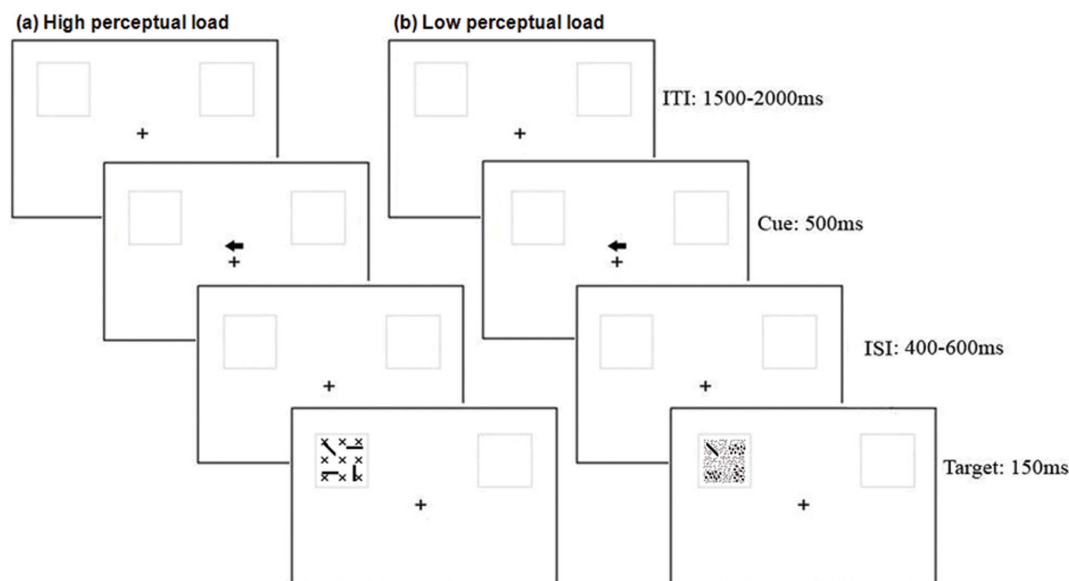 (a) High perceptual load
(b) Low perceptual load
ITI: 1500-2000ms
Cue: 500ms
ISI: 400-600ms
Target: 150ms